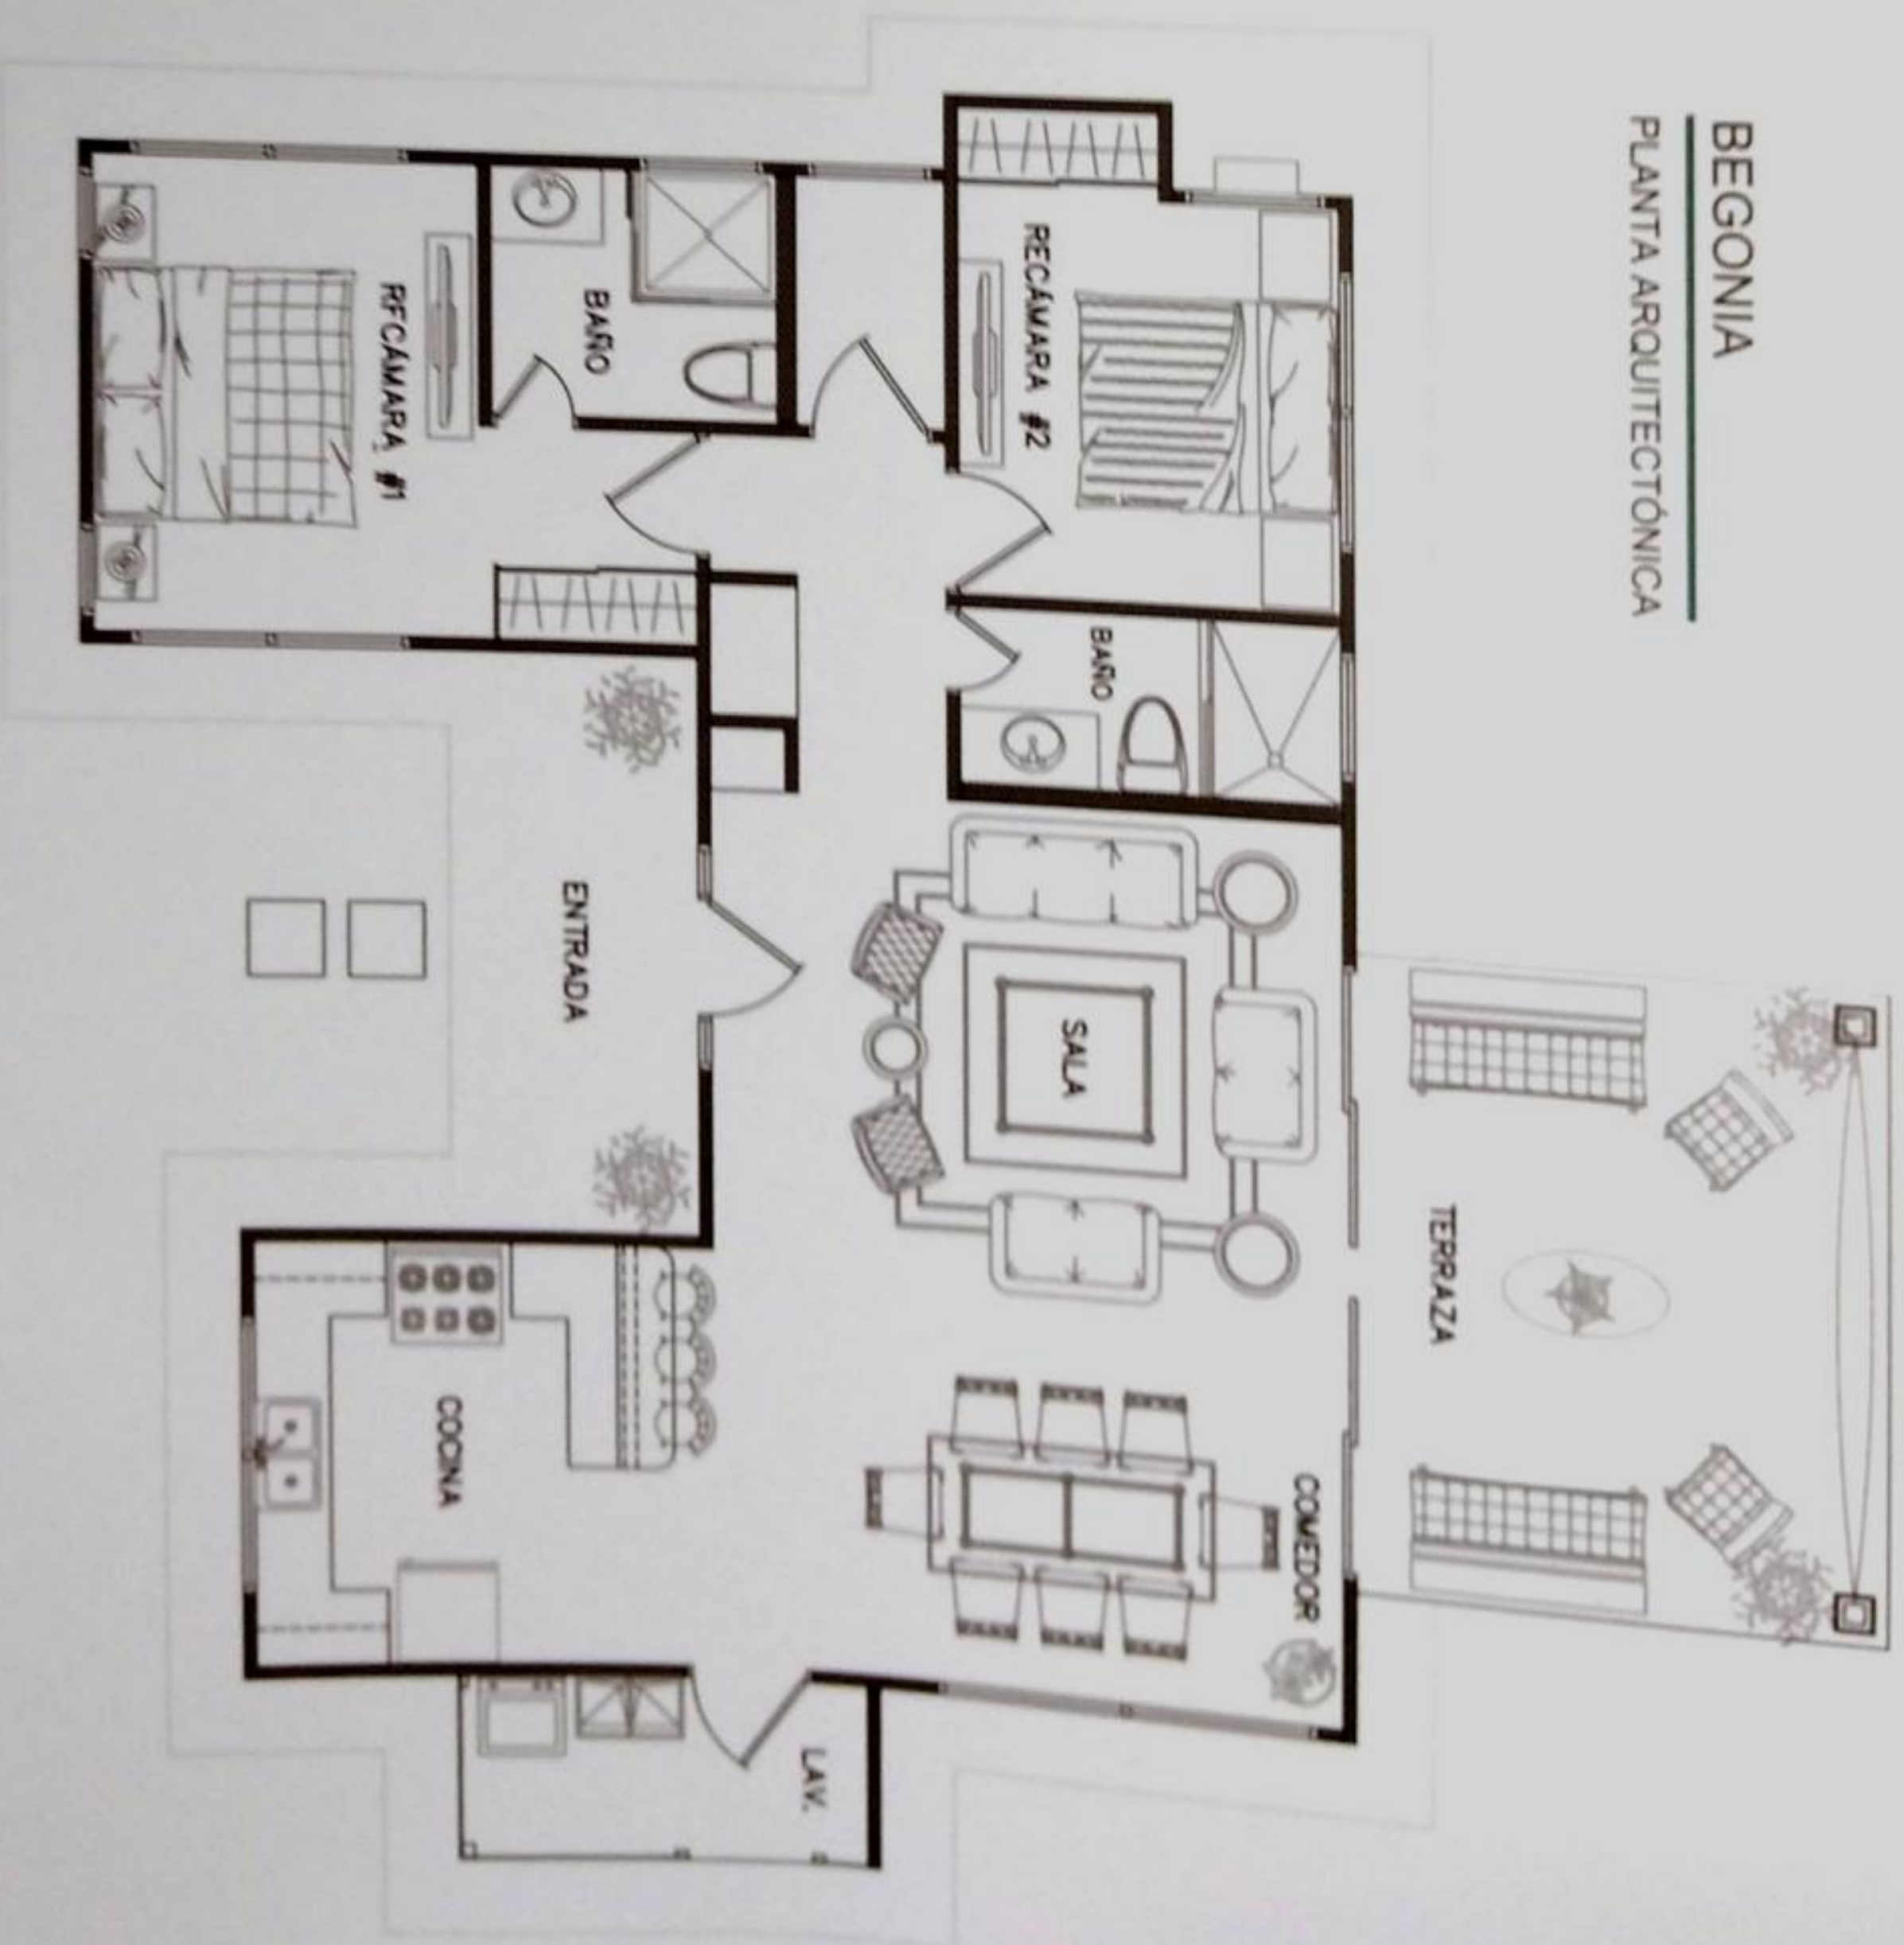 BEGONIA
PLANTA ARQUITECTÓNICA
TERRAZA
COMEDOR
SALA
BAÑO
RECÁMARA #2
LAV.
BAÑO
ENTRADA
COCINA
RECÁMARA #1